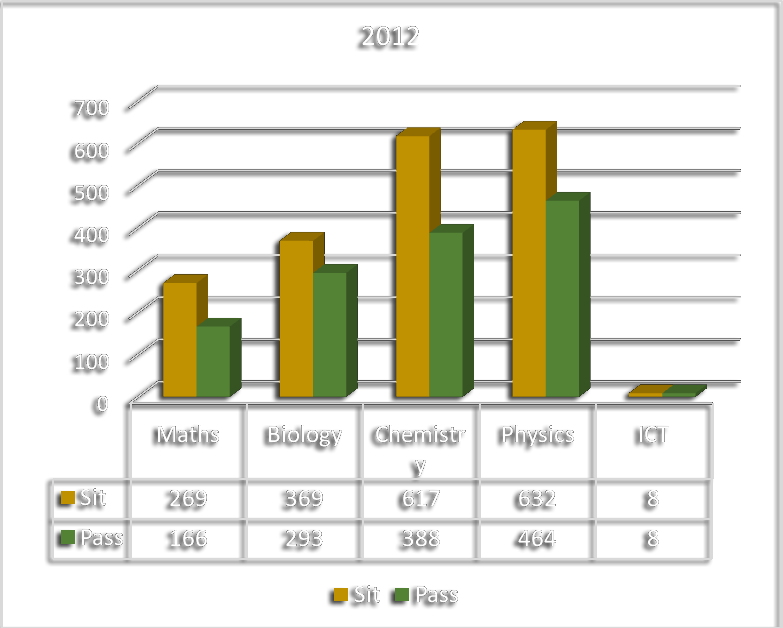 2012
700
600
500
400
300
200
100
0
Maths Biology Chemistr
y Physics ICT
Sit 269 369 617 632 8
Pass 166 293 388 464 8
Sit Pass